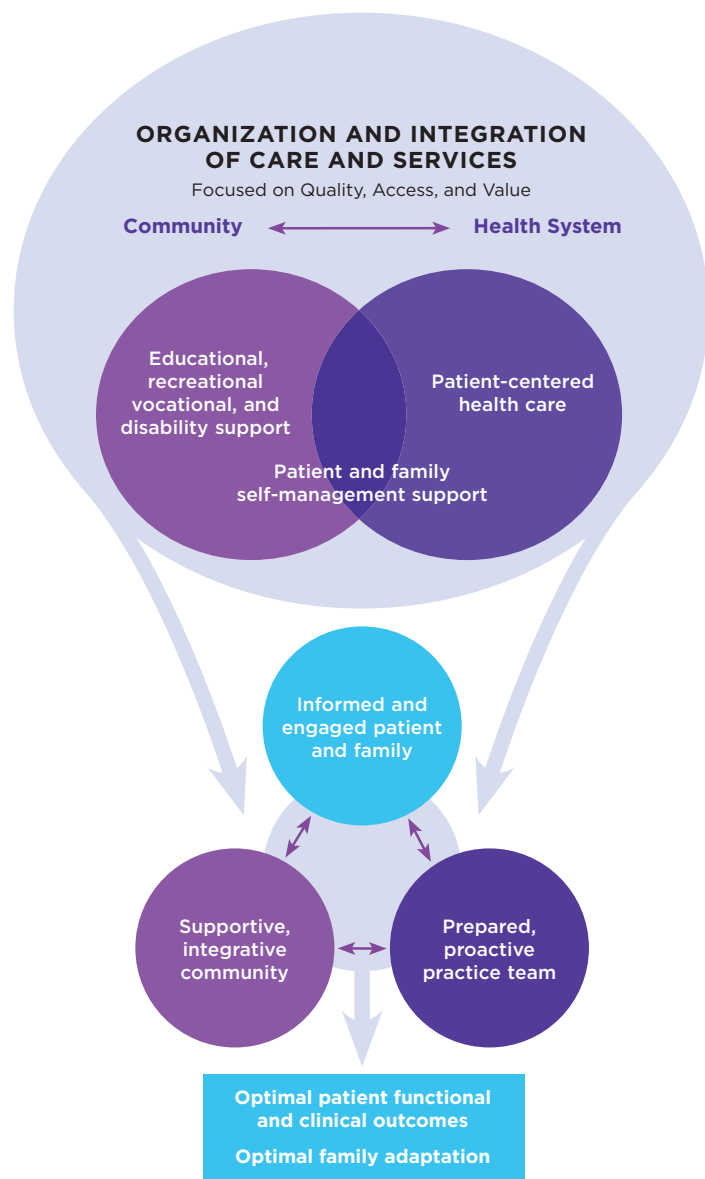 ORGANIZATION AND INTEGRATION
OF CARE AND SERVICES
Focused on Quality, Access, and Value
Community
Health System
Educational,
recreational
vocational, and
disability support
Patient-centered
health care
Patient and family
self-management support
Informed and
engaged patient
and family
Supportive,
integrative
community
Prepared,
proactive
practice team
Optimal patient functional
and clinical outcomes
Optimal family adaptation